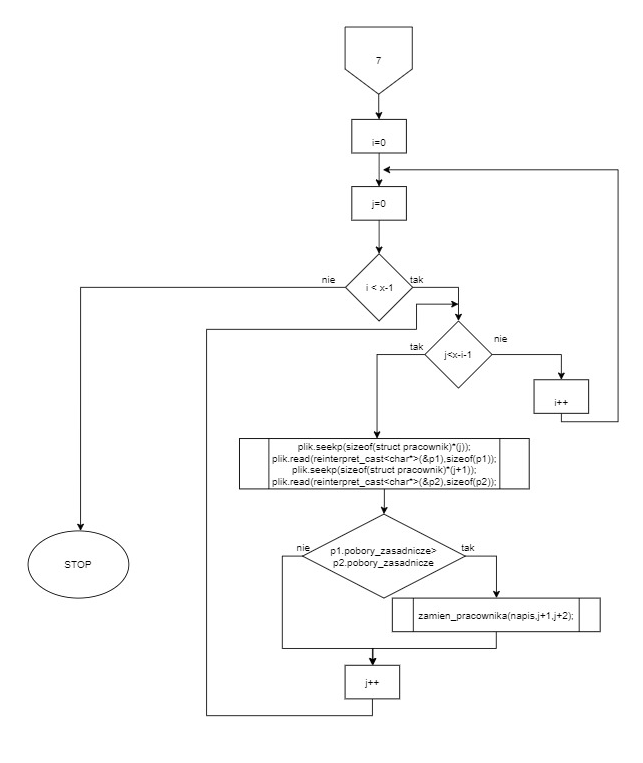 7
i=0
j=0
nie
tak
i < x-1
tak
nie
j<x-i-1
i++
plik.seekp(sizeof(struct pracownik)*(j));
plik.read(reinterpret_cast<char*>(&p1),sizeof(p1));
plik.seekp(sizeof(struct pracownik)*(j+1));
plik.read(reinterpret_cast<char*>(&p2),sizeof(p2));
nie
tak
p1.pobory_zasadnicze>
p2.pobory_zasadnicze
STOP
zamien_pracownika(napis,j+1,j+2);
j++